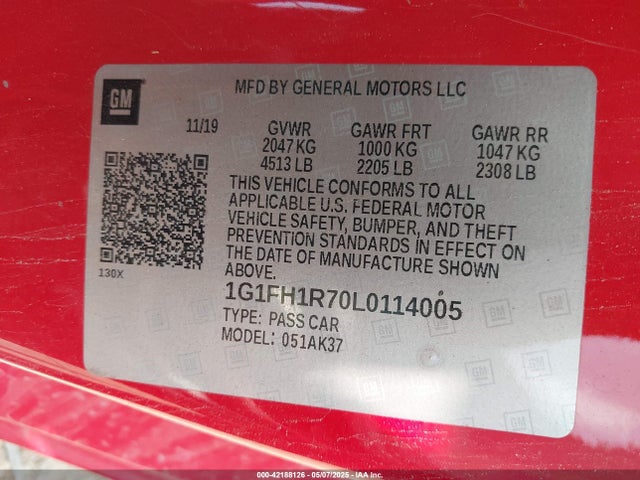 GM
MFD BY GENERAL MOTORS LLC
11/19 GVWR GAWR FRT GAWR RR
2047 KG 1000 KG 1047 KG
4513 LB 2205 LB 2308 LB
THIS VEHICLE CONFORMS TO ALL
APPLICABLE U.S. FEDERAL MOTOR
VEHICLE SAFETY, BUMPER, AND THEFT
PREVENTION STANDARDS IN EFFECT ON
THE DATE OF MANUFACTURE SHOWN
ABOVE.
130X
1G1FH1R70L0114005
TYPE: PASS CAR
MODEL: 051AK37
000-42188126 - 05/07/2025 - IAAI.COM